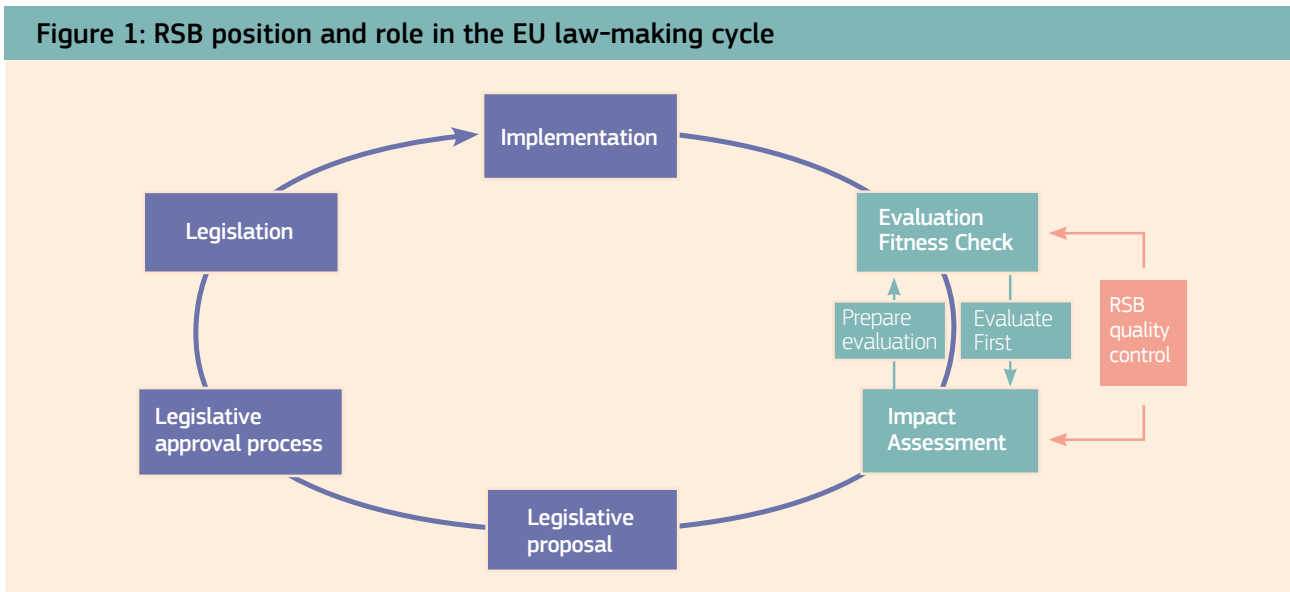 Figure 1: RSB position and role in the EU law-making cycle
Implementation
Legislation
Evaluation
Fitness Check
Prepare
evaluation
Evaluate
First
RSB
quality
control
Legislative
approval process
Impact
Assessment
Legislative
proposal